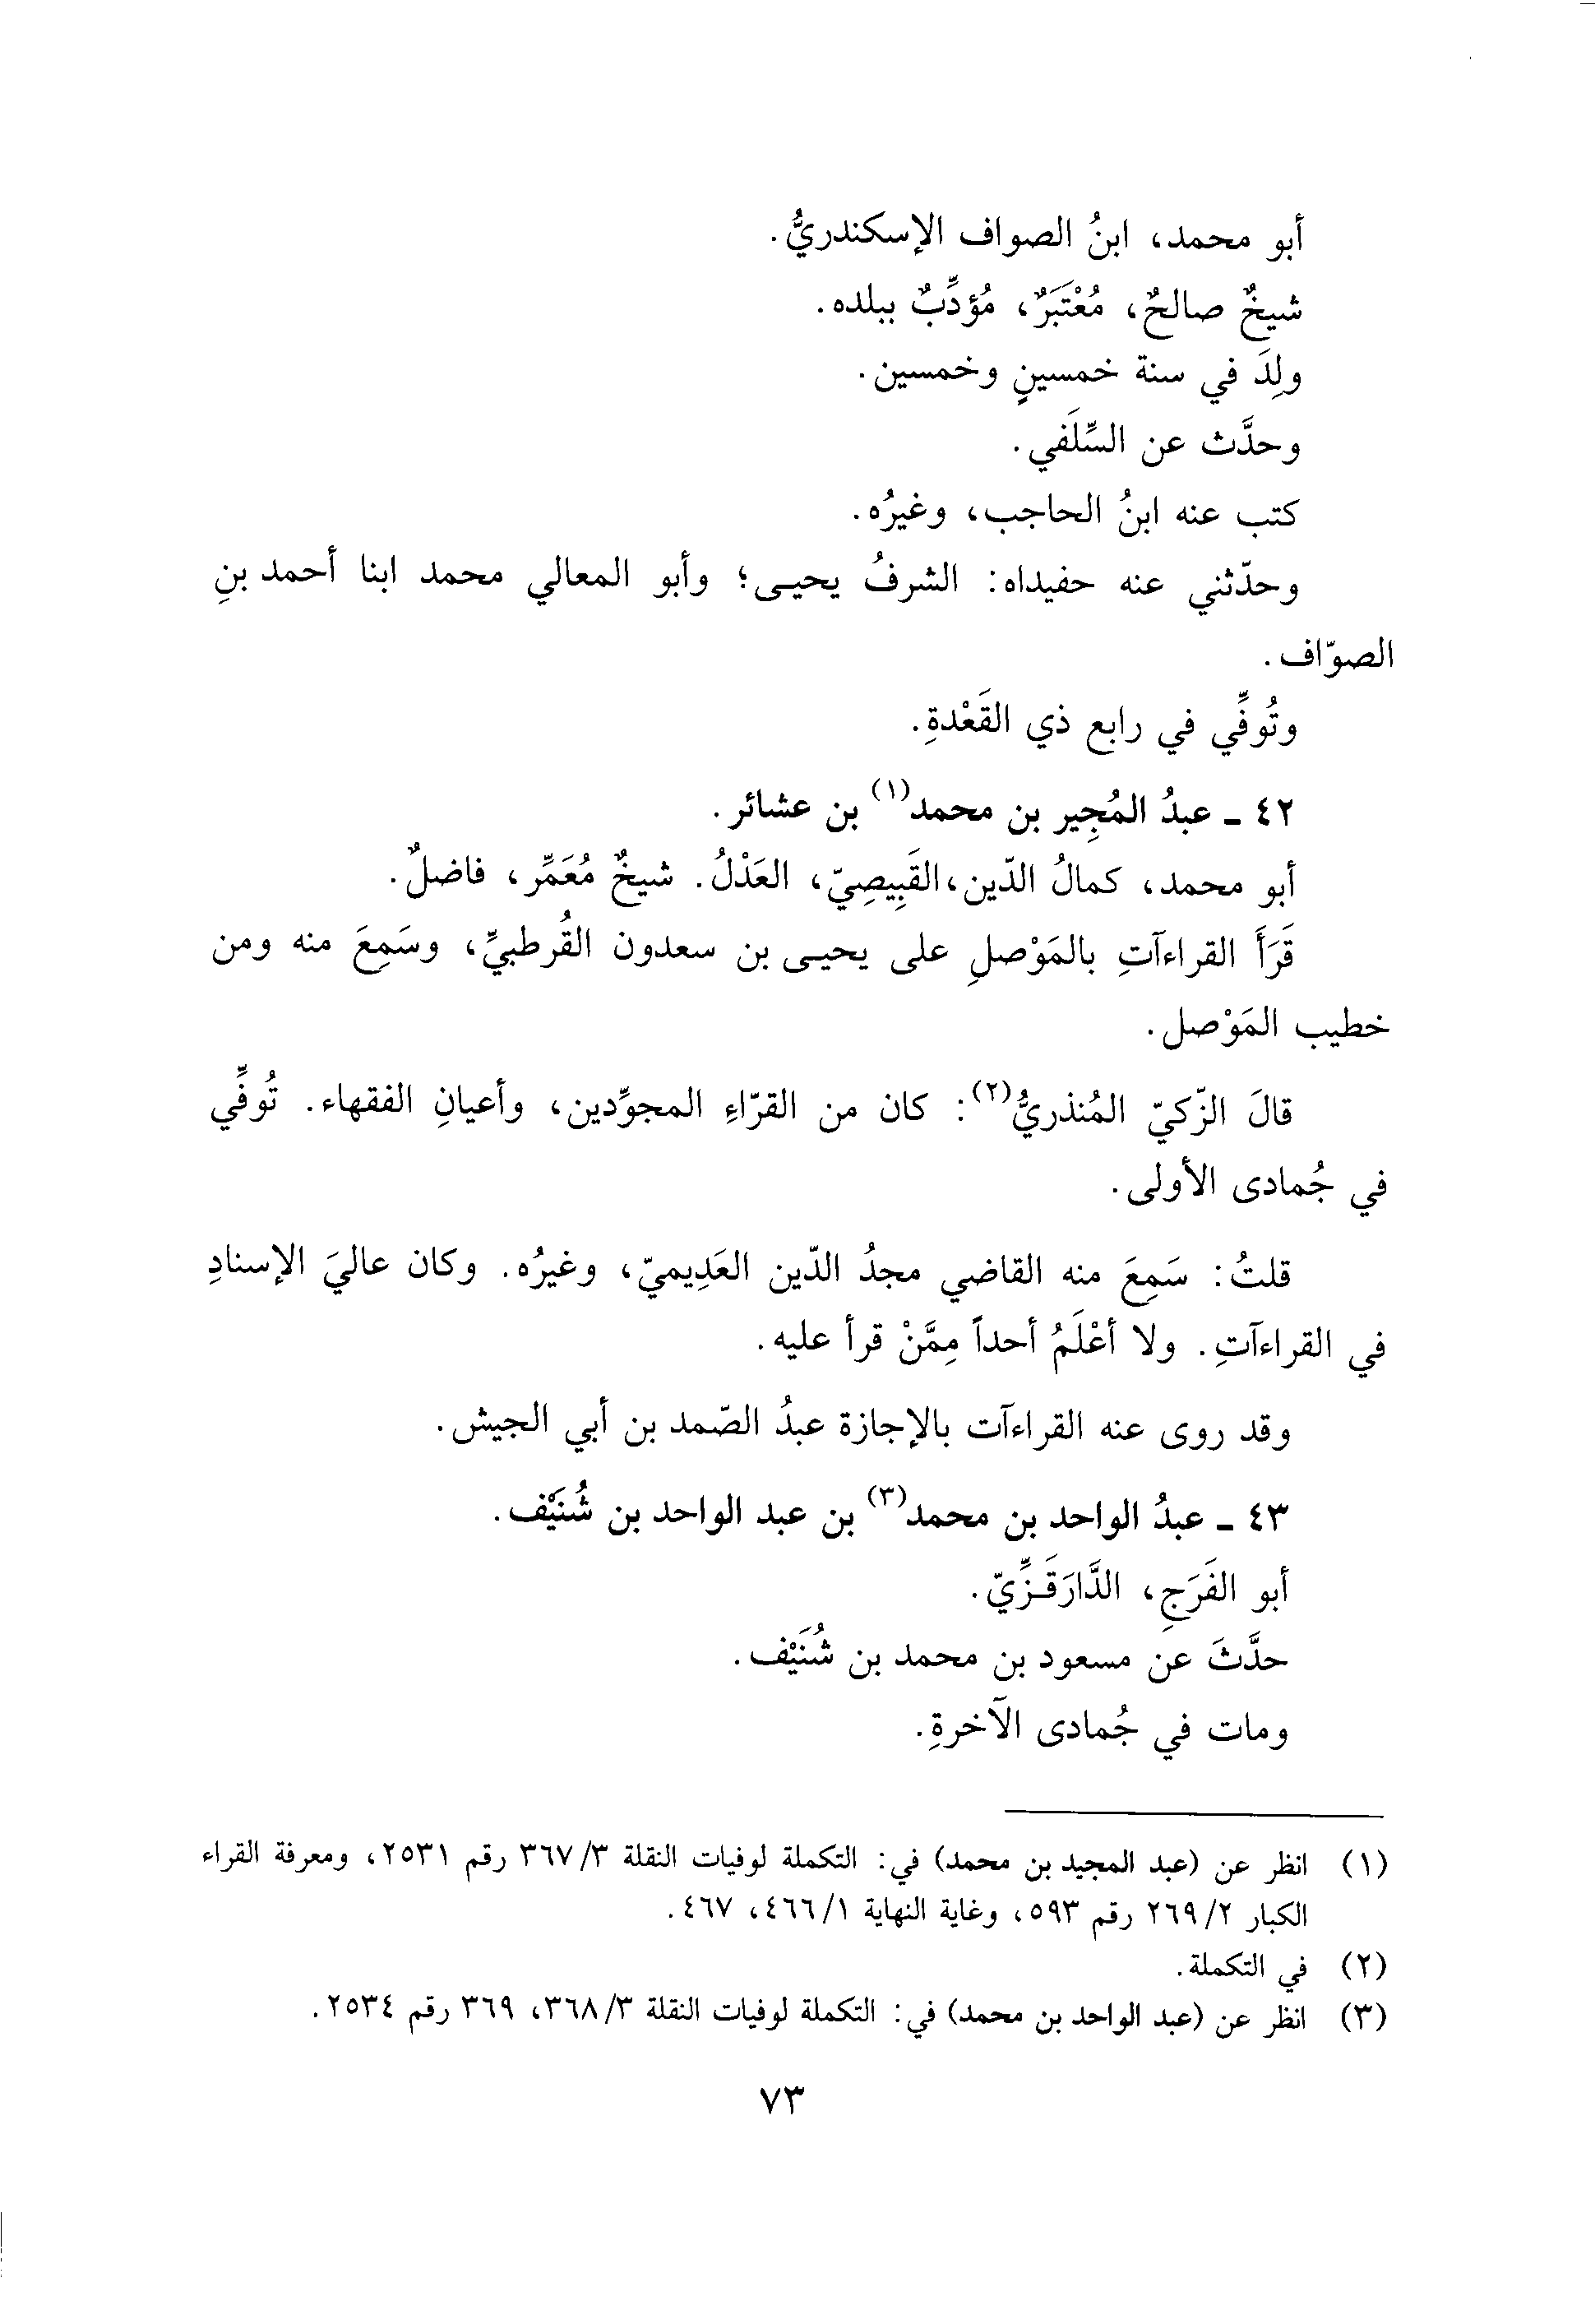 أبو محمد، ابنُ الصواف الإسكندريُّ.
شيخٌ صالحٌ، مُعْتَبَرٌ، مُؤدِّبٌ ببلده.
ولِدَ في سنة خمسينٍ وخمسين.
وحدَّث عن السِّلَفي.
كتب عنه ابنُ الحاجب، وغيرُه.
وحدّثني عنه حفيداه: الشرفُ يحيـى؛ وأبو المعالي محمد ابنا أحمد بنِ
الصوّاف.
وتُوفِّي في رابع ذي القَعْدةِ.
٤٢ ـ عبدُ المُجِير بن محمد(١) بن عشائر.
أبو محمد، كمالُ الدّين،القَبِيصِيّ، العَدْلُ. شيخٌ مُعَمِّر، فاضلٌ.
قَرَأَ القراءآتِ بالمَوْصلِ على يحيـى بن سعدون القُرطبيِّ، وسَمِعَ منه ومن
خطيب المَوْصل.
قالَ الزّكيّ المُنذريُّ(٢): كان من القرّاءِ المجوِّدين، وأعيانِ الفقهاء. تُوفِّي
في جُمادى الأولى.
قلتُ: سَمِعَ منه القاضي مجدُ الدّين العَدِيميّ، وغيرُه. وكان عاليَ الإسنادِ
في القراءآتِ. ولا أعْلَمُ أحداً مِمَّنْ قرأ عليه.
وقد روى عنه القراءآت بالإجازة عبدُ الصّمد بن أبي الجيش.
٤٣ ـ عبدُ الواحد بن محمد(٣) بن عبد الواحد بن شُنَيْف.
أبو الفَرَجِ، الدَّارَقَـزِّيّ.
حدَّثَ عن مسعود بن محمد بن شُنَيْف.
ومات في جُمادى الآخرةِ.
(١) انظر عن (عبد المجيد بن محمد) في: التكملة لوفيات النقلة ٣/ ٣٦٧ رقم ٢٥٣١، ومعرفة القراء
الكبار ٢/ ٢٦٩ رقم ٥٩٣، وغاية النهاية ١/ ٤٦٦، ٤٦٧.
(٢) في التكملة.
(٣) انظر عن (عبد الواحد بن محمد) في: التكملة لوفيات النقلة ٣/ ٣٦٨، ٣٦٩ رقم ٢٥٣٤.
٧٣